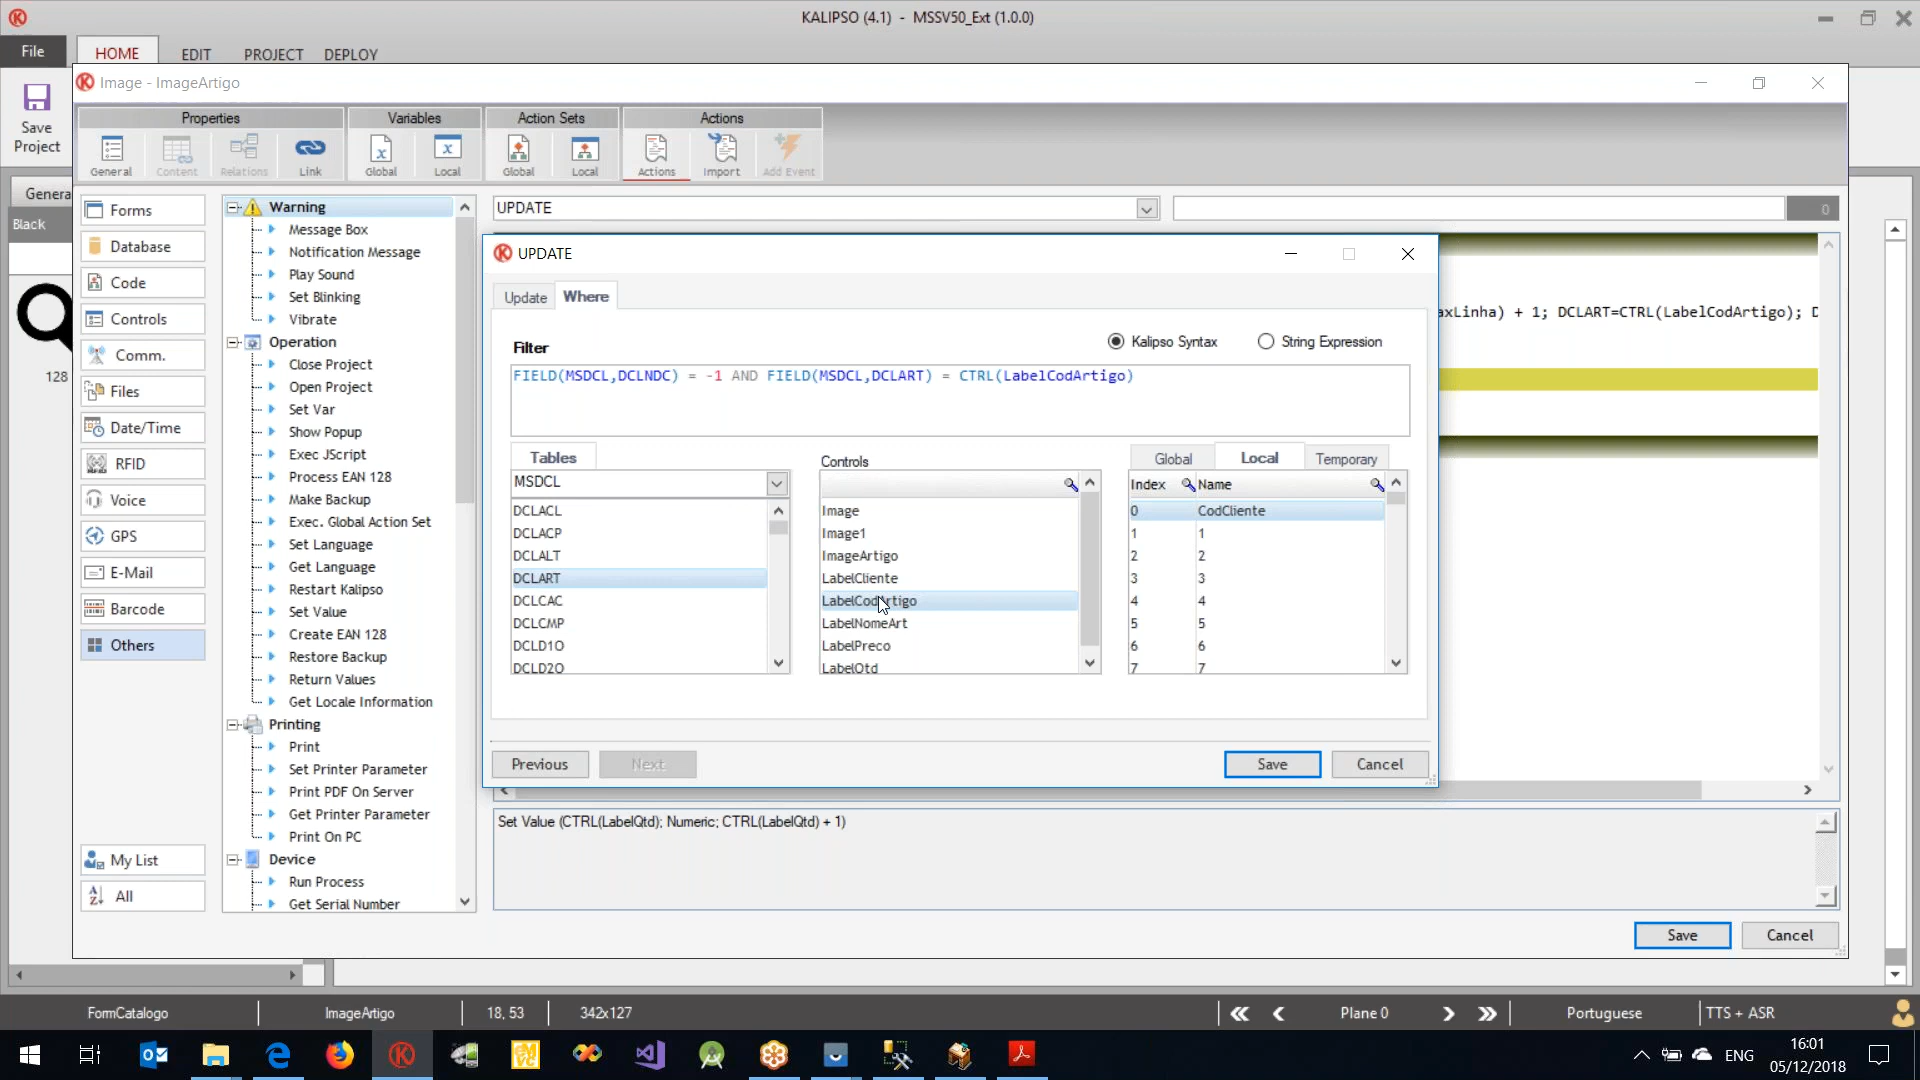 KALIPSO (4.1) - MSSV50_Ext (1.0.0)
File
HOME
EDIT
PROJECT
DEPLOY
Save
Project
Image - ImageArtigo
Properties
Variables
Action Sets
Actions
General
Content
Relations
Link
Global
Local
Global
Local
Actions
Import
Add Event
Genera
Black
128
Forms
Database
Code
Controls
Comm.
Files
Date/Time
RFID
Voice
GPS
E-Mail
Barcode
Others
My List
All
Warning
Message Box
Notification Message
Play Sound
Set Blinking
Vibrate
Operation
Close Project
Open Project
Set Var
Show Popup
Exec JScript
Process EAN 128
Make Backup
Exec. Global Action Set
Set Language
Get Language
Restart Kalipso
Set Value
Create EAN 128
Restore Backup
Return Values
Get Locale Information
Printing
Print
Set Printer Parameter
Print PDF On Server
Get Printer Parameter
Print On PC
Device
Run Process
Get Serial Number
UPDATE
0
axLinha) + 1; DCLART=CTRL(LabelCodArtigo); D
UPDATE
Update
Where
Filter
Kalipso Syntax
String Expression
FIELD(MSDCL,DCLNDC) = -1 AND FIELD(MSDCL,DCLART) = CTRL(LabelCodArtigo)
Tables
MSDCL
DCLACL
DCLACP
DCLALT
DCLART
DCLCAC
DCLCMP
DCLD1O
DCLD2O
Controls
Image
Image1
ImageArtigo
LabelCliente
LabelCodArtigo
LabelNomeArt
LabelPreco
LabelQtd
Global
Local
Temporary
Index Name
0 CodCliente
1 1
2 2
3 3
4 4
5 5
6 6
7 7
Previous
Next
Save
Cancel
Set Value (CTRL(LabelQtd); Numeric; CTRL(LabelQtd) + 1)
Save
Cancel
FormCatalogo
ImageArtigo
18, 53
342x127
Plane 0
Portuguese
TTS + ASR
ENG
16:01
05/12/2018